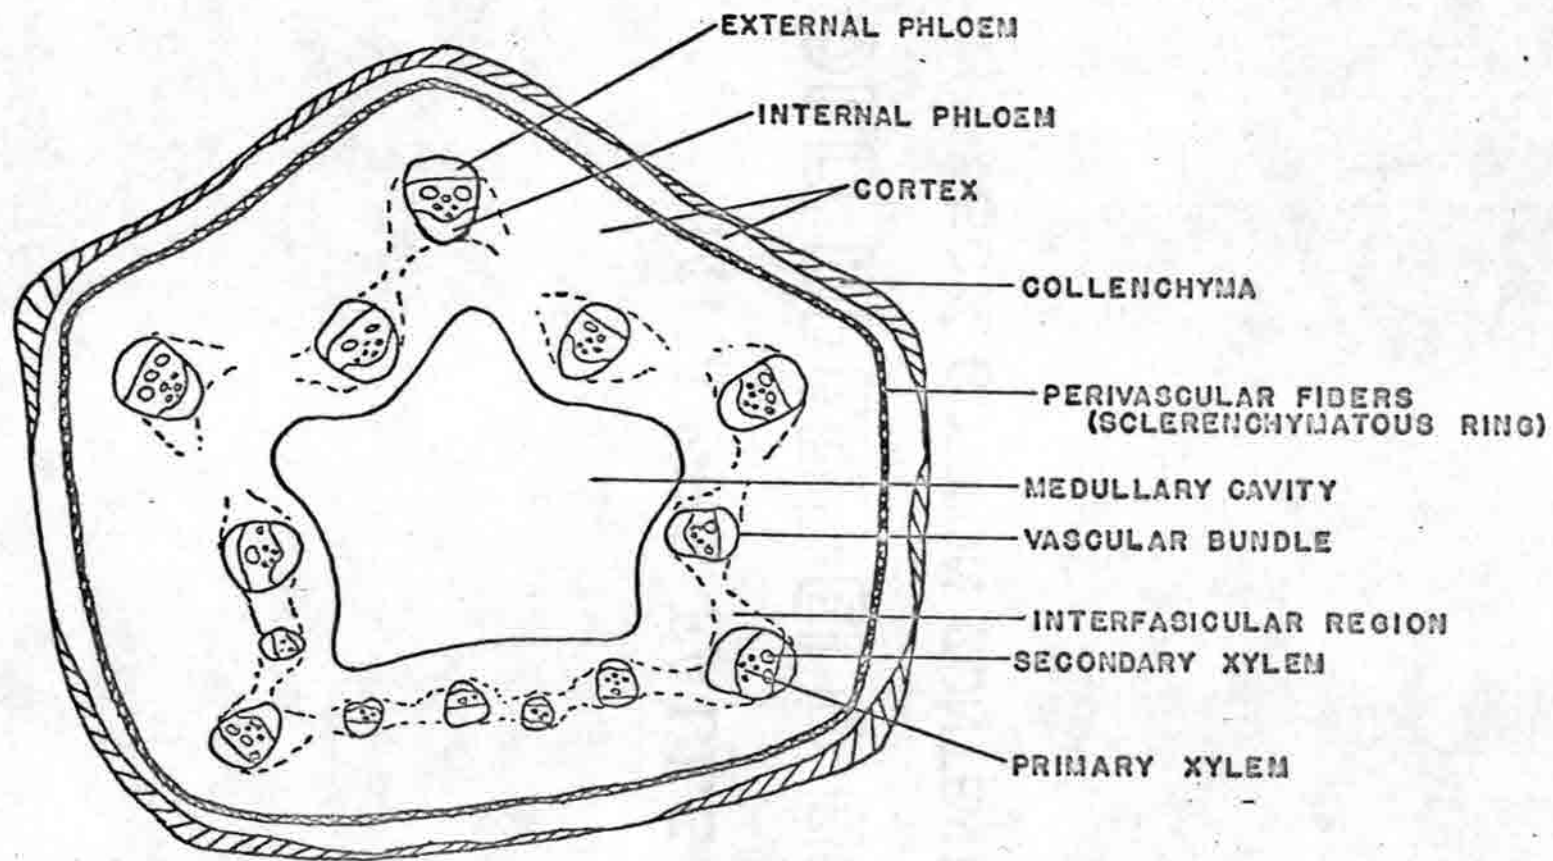 EXTERNAL PHLOEM
INTERNAL PHLOEM
CORTEX
COLLENCHYMA
PERIVASCULAR FIBERS
(SCLERENCHYMATOUS RING)
MEDULLARY CAVITY
VASCULAR BUNDLE
INTERFASICULAR REGION
SECONDARY XYLEM
PRIMARY XYLEM